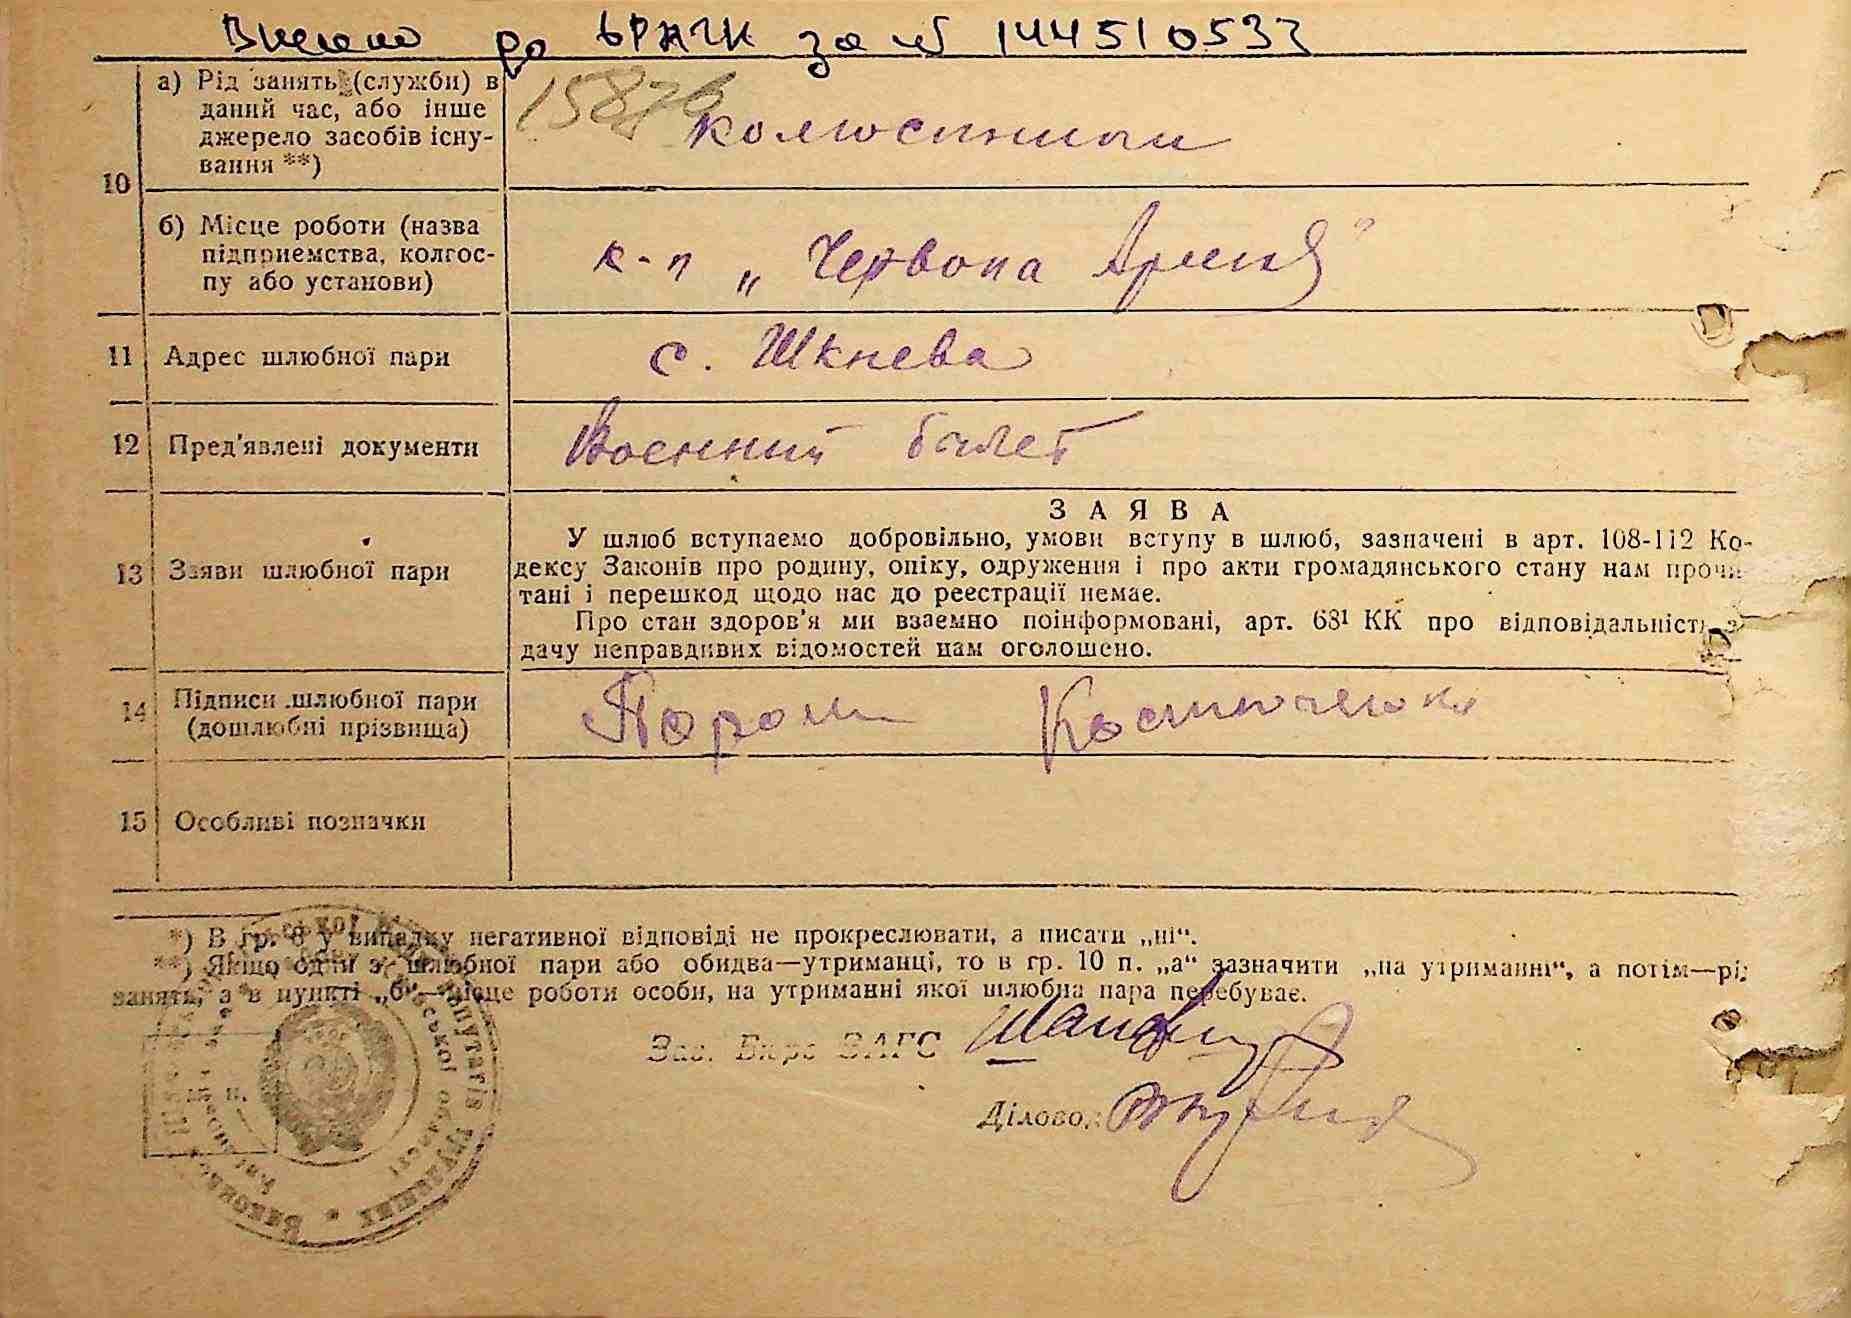 Внесено до ДРАЦС за № 14451053
15876
10
а) Рід занять (служби) в
даний час, або інше
джерело засобів існу-
вання **)
колгоспники
б) Місце роботи (назва
підприємства, колгос-
пу або установи)
к-п „Червона Армія"
11 Адрес шлюбної пари
с.
12 Пред'явлені документи
Военний билет
13 Заяви шлюбної пари
ЗАЯВА
У шлюб вступаємо добровільно, умови вступу в шлюб, зазначені в арт. 108-112 Ко-
дексу Законів про родину, опіку, одруження і про акти громадянського стану нам прочи
тані і перешкод щодо нас до реєстрації немає.
Про стан здоров'я ми взаємно поінформовані, арт. 68¹ КК про відповідальність з
дачу неправдивих відомостей нам оголошено.
14 Підписи шлюбної пари
(дошлюбні прізвища)
Костюченко
15 Особливі позначки
*) В гр. 8 у випадку негативної відповіді не прокреслювати, а писати „ні“.
**) Якщо один з шлюбної пари або обидва—утриманці, то в гр. 10 п. „а“ зазначити „на утриманні“, а потім—рід
занять, а в пункті „б“—місце роботи особи, на утриманні якої шлюбна пара перебуває.
Зав. Бюро ЗАГС
Діловод
М. П.